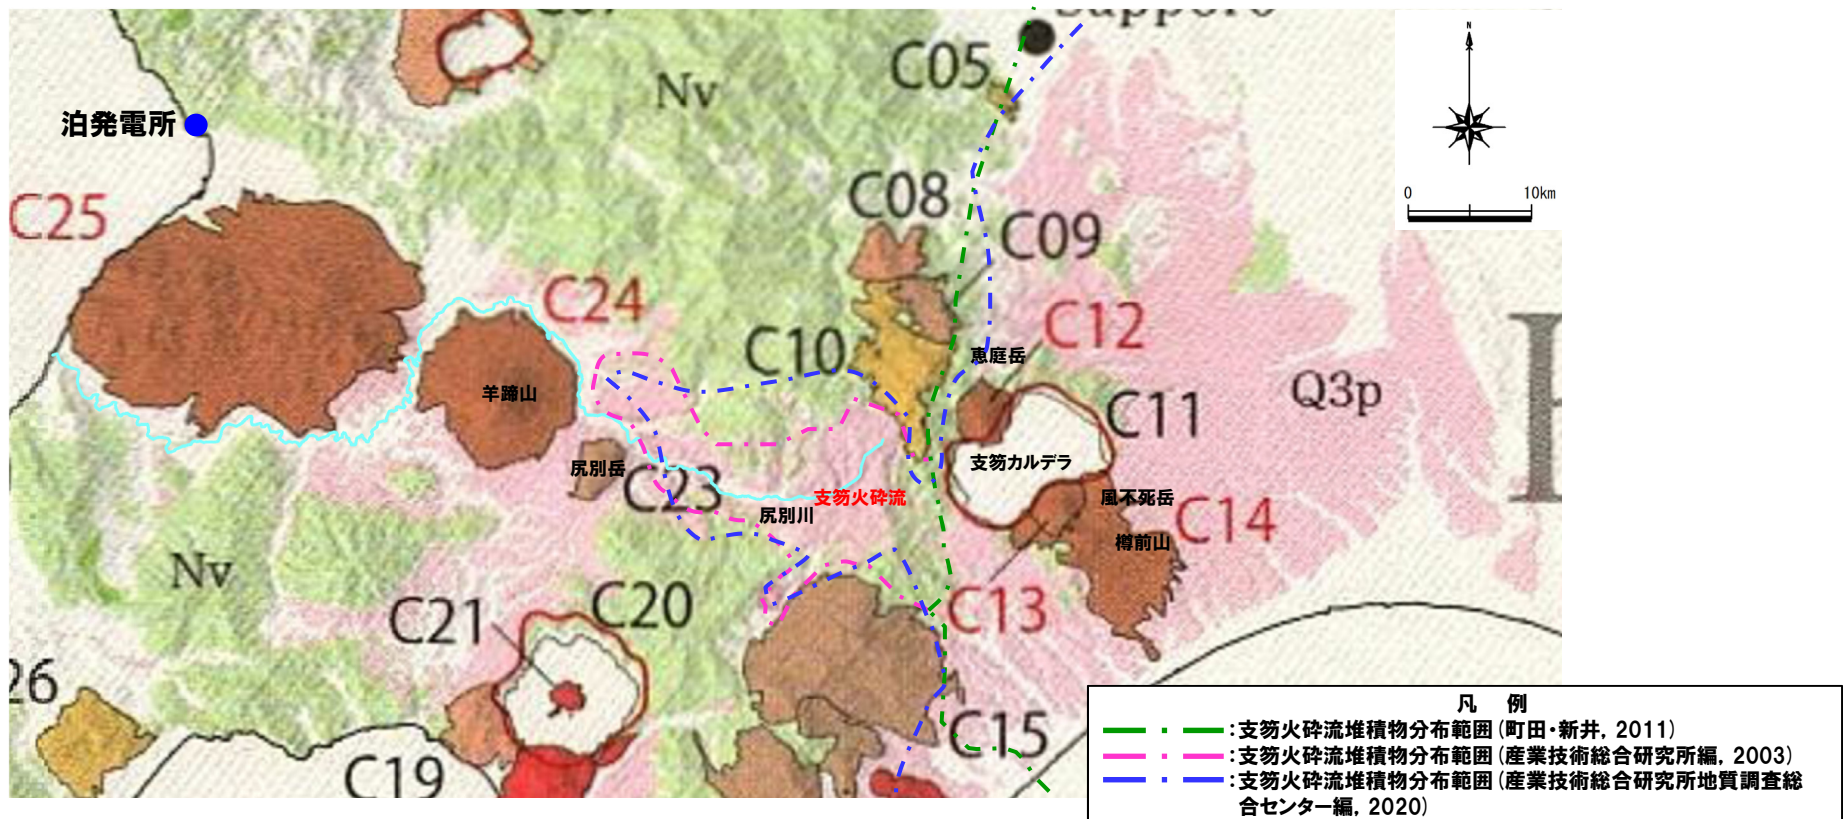 Sapporo
C05
Nv
泊発電所
N
0 10km
C08
C25
C09
C24
C12
C10
恵庭岳
羊蹄山
Q3p
C11
支笏カルデラ
尻別岳
C23
支笏火砕流
風不死岳
尻別川
C14
樽前山
Nv
C20
C21
C13
26
C15
C19
凡 例
:支笏火砕流堆積物分布範囲(町田・新井, 2011)
:支笏火砕流堆積物分布範囲(産業技術総合研究所編, 2003)
:支笏火砕流堆積物分布範囲(産業技術総合研究所地質調査総
合センター編, 2020)